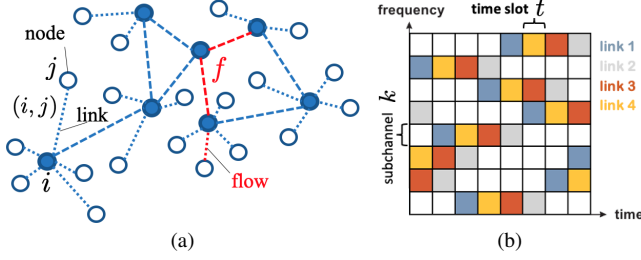 node
j
(i, j)
link
i
f
flow
(a)
frequency
time slot t
link 1
link 2
link 3
link 4
subchannel k
time
(b)